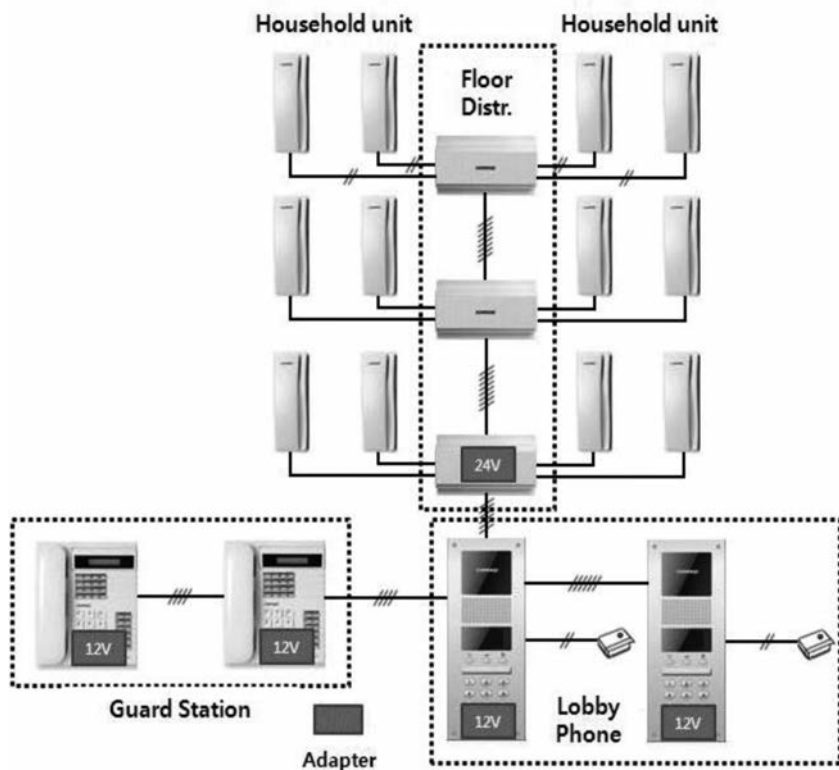 Household unit
Household unit
Floor
Distr.
24V
12V
12V
Guard Station
Adapter
12V
12V
Lobby
Phone